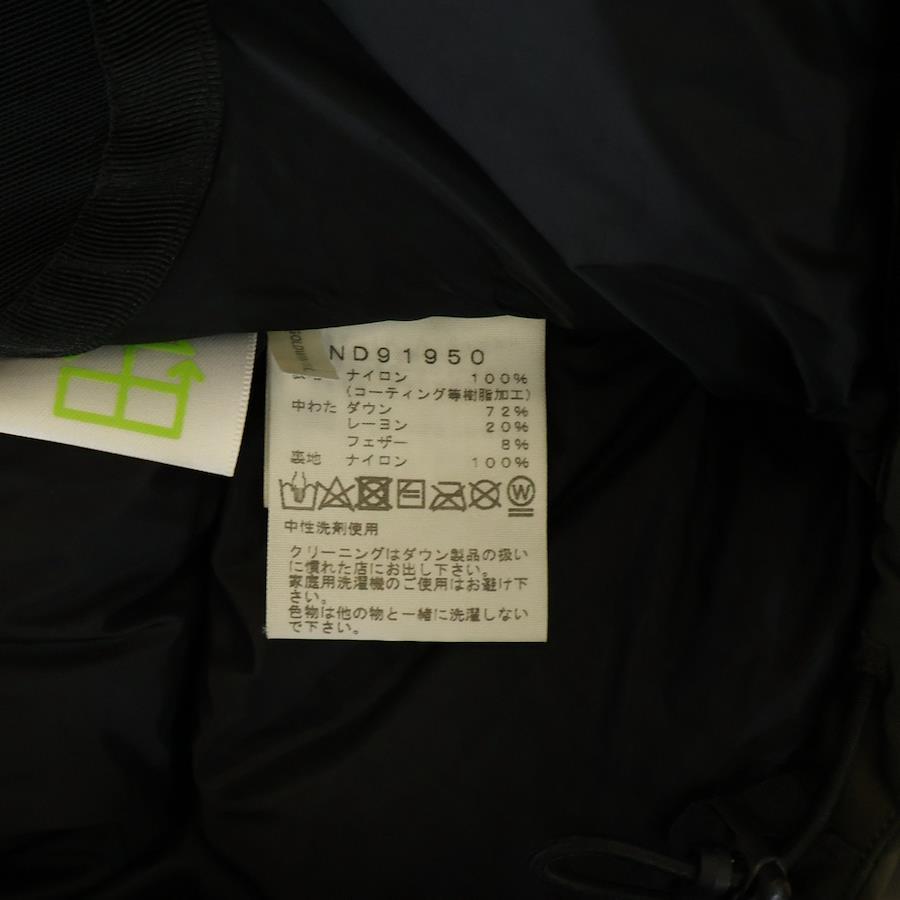 GOLDWIN
ND91950
ナイロン 100%
(コーティング等樹脂加工)
中わた ダウン 72%
レーヨン 20%
フェザー 8%
裏地 ナイロン 100%
W
中性洗剤使用
クリーニングはダウン製品の扱い
に慣れた店にお出し下さい。
家庭用洗濯機のご使用はお避け下
さい。
色物は他の物と一緒に洗濯しない
で下さい。